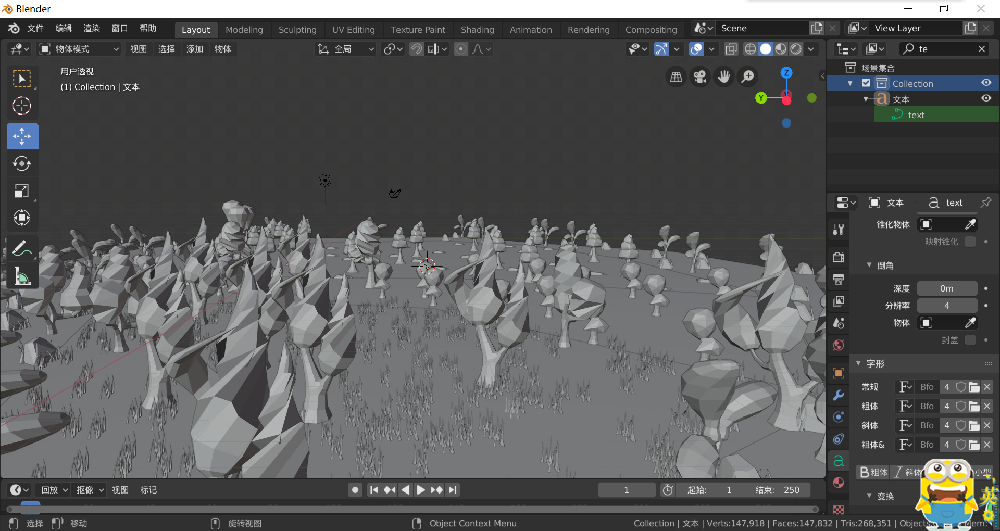 Blender
文件 编辑 渲染 窗口 帮助 Layout Modeling Sculpting UV Editing Texture Paint Shading Animation Rendering Compositing Scene View Layer
物体模式 视图 选择 添加 物体 全局 te
用户透视
(1) Collection | 文本
Z
Y
场景集合
Collection
文本
text
文本 text
锥化物体
映射锥化
倒角
深度 0m
分辨率 4
物体
封盖
字形
常规 F Bfo 4
粗体 F Bfo 4
斜体 F Bfo 4
粗体& F Bfo 4
B 粗体 I 斜体 小型
变换
英
回放 抠像 视图 标记 1 起始: 1 结束: 250
选择 移动 旋转视图 Object Context Menu Collection | 文本 | Verts:147,918 | Faces:147,832 | Tris:268,351 | Objects: Mem: